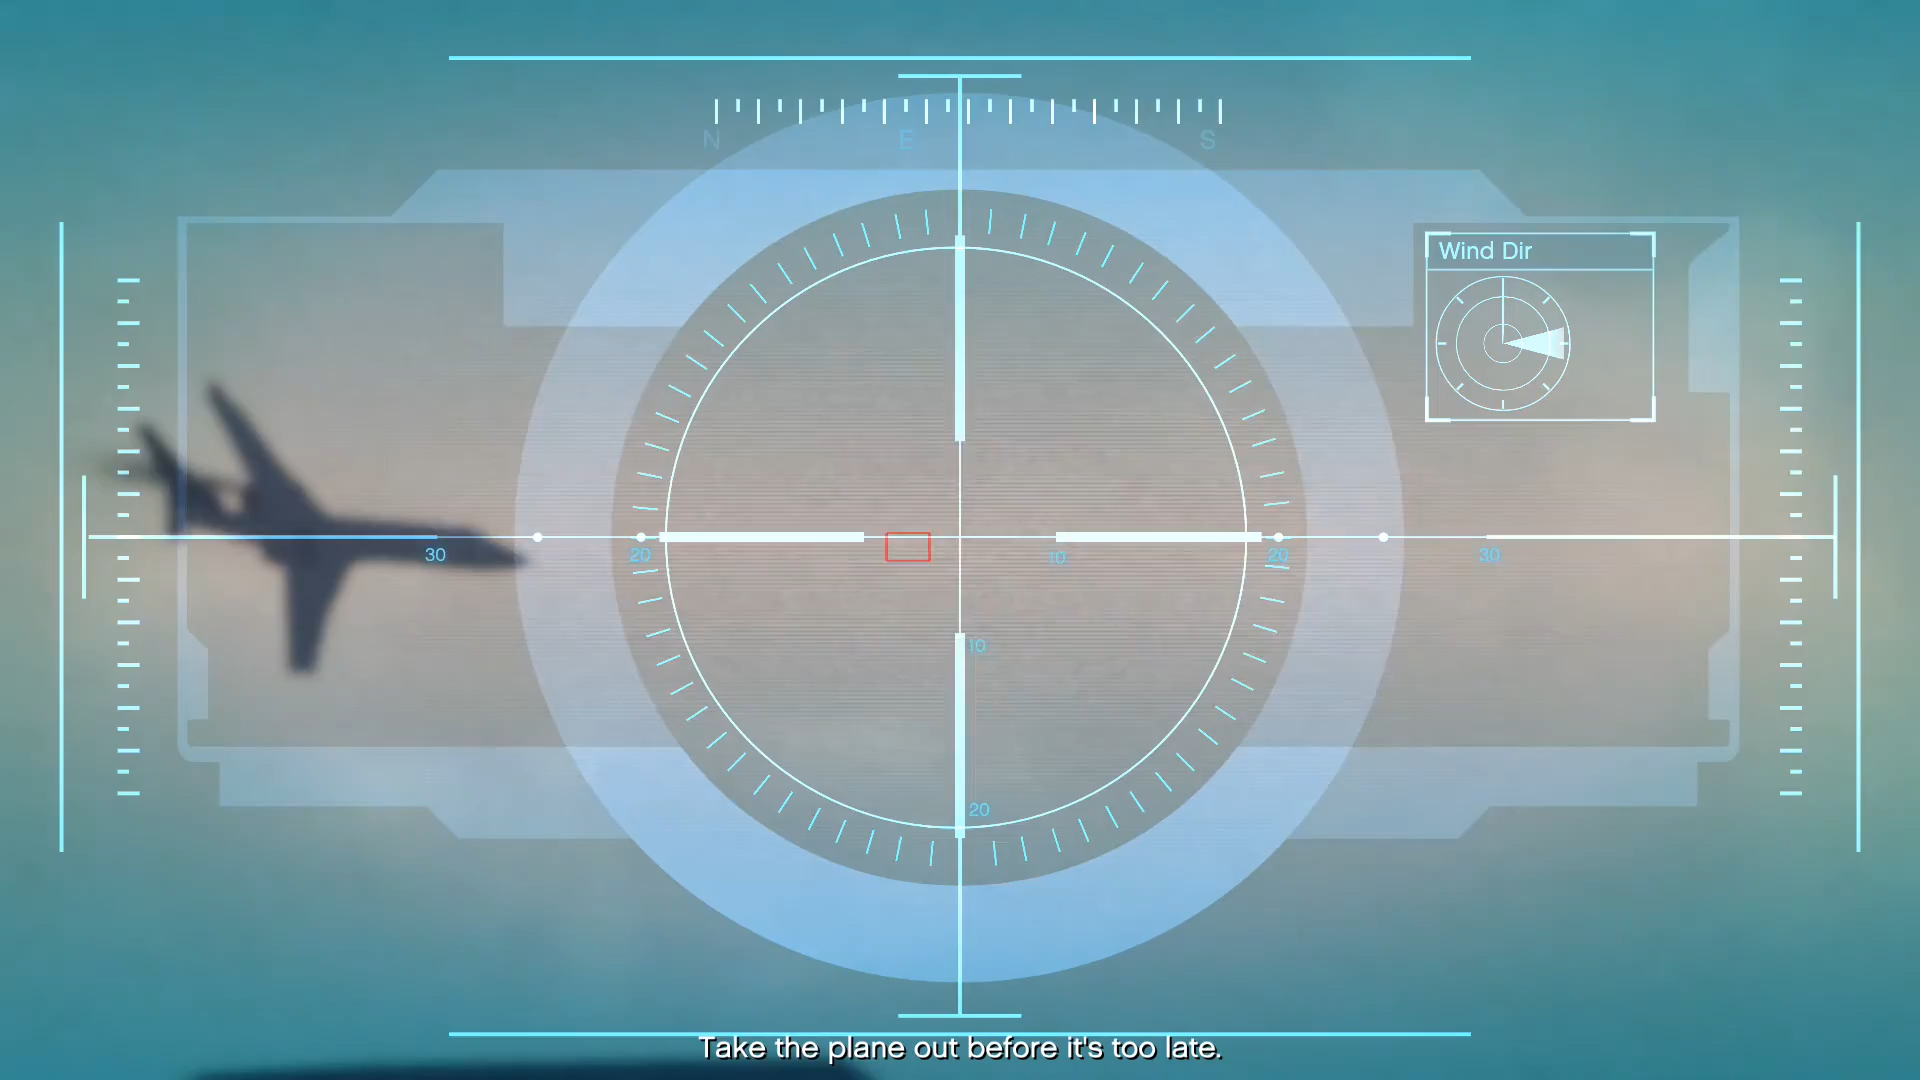 N E S
Wind Dir
30 20 10 20 30
10
20
Take the plane out before it's too late.